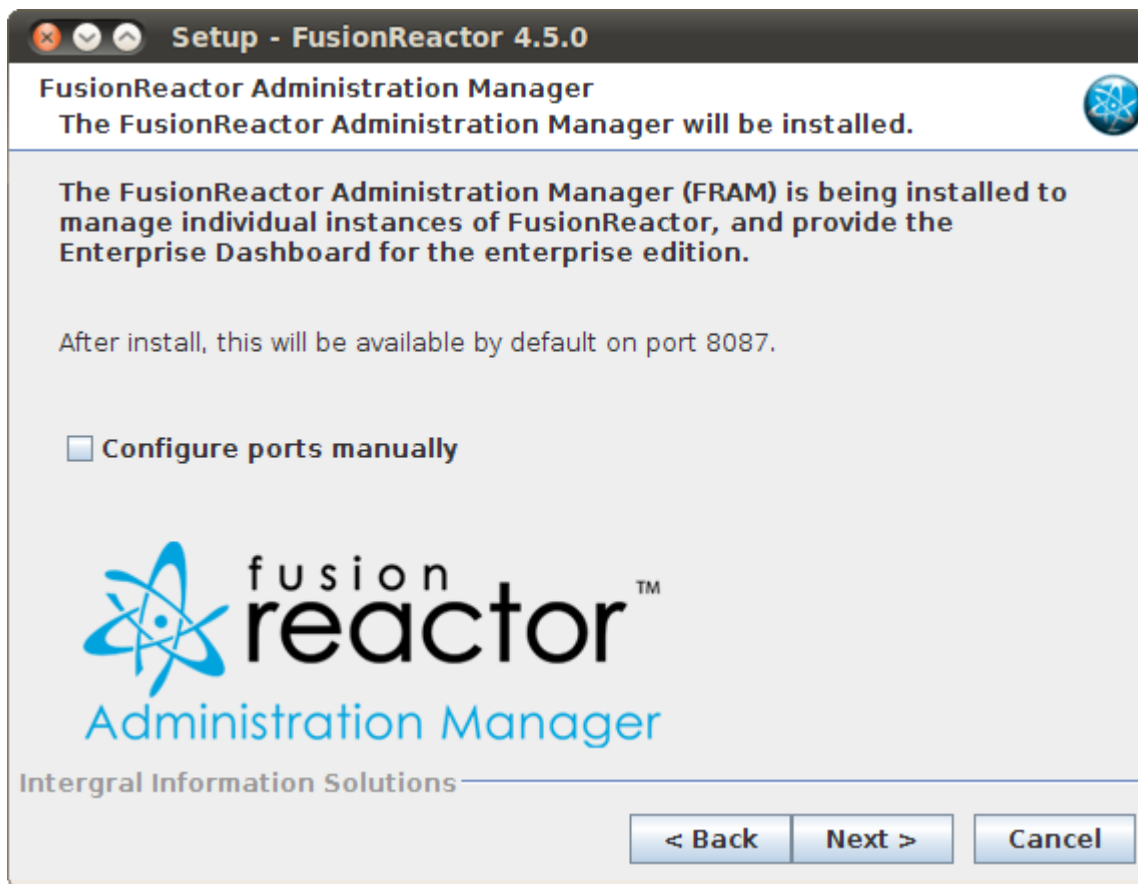 Setup - FusionReactor 4.5.0
FusionReactor Administration Manager
The FusionReactor Administration Manager will be installed.
The FusionReactor Administration Manager (FRAM) is being installed to
manage individual instances of FusionReactor, and provide the
Enterprise Dashboard for the enterprise edition.
After install, this will be available by default on port 8087.
Configure ports manually
fusion
reactor™
Administration Manager
Intergral Information Solutions
< Back Next > Cancel